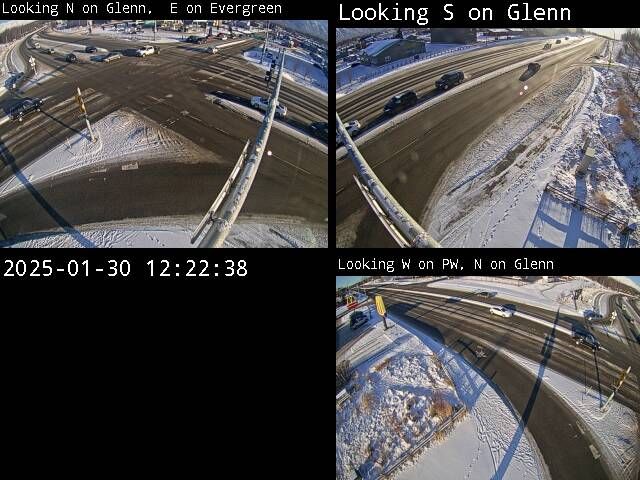 Looking N on Glenn,  E on Evergreen
Looking S on Glenn
2025-01-30 12:22:38
Looking W on PW, N on Glenn